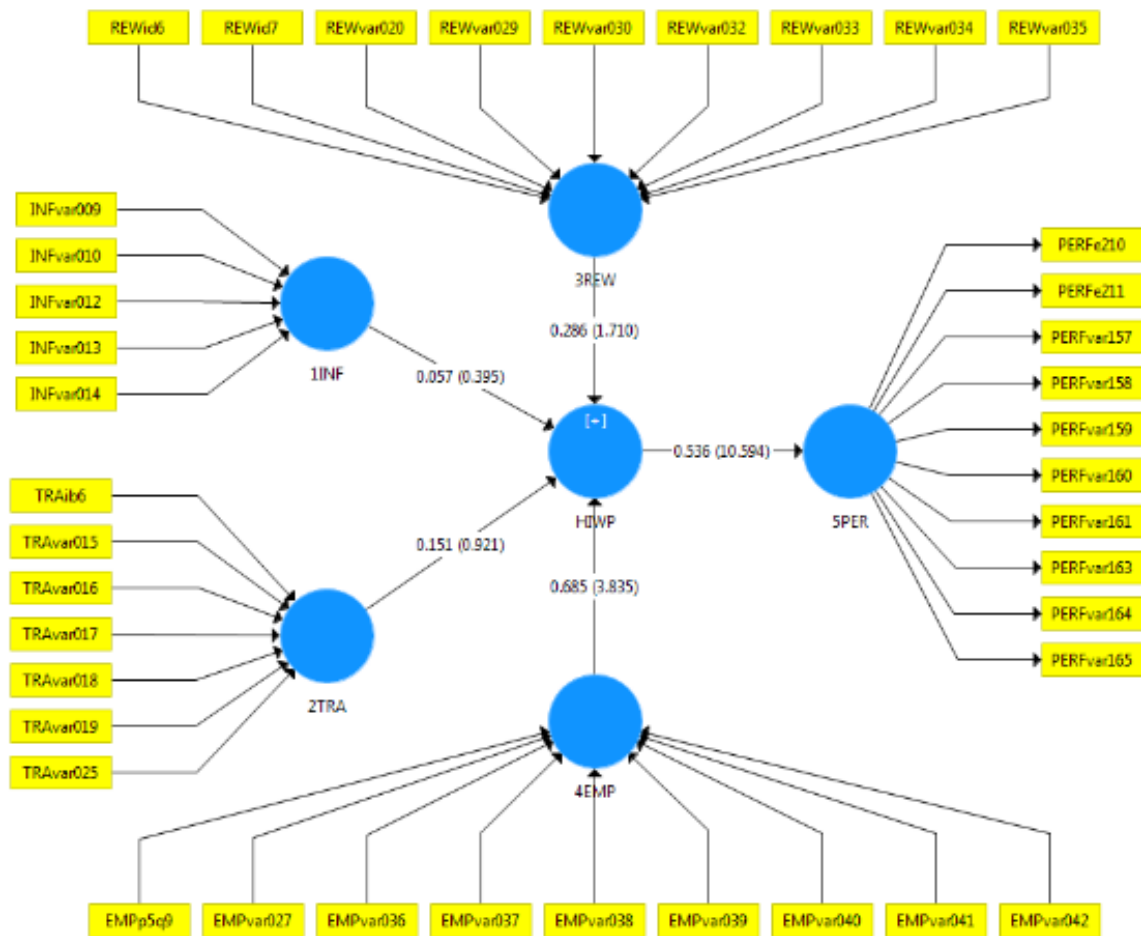 REWid6
REWid7
REWvar020
REWvar029
REWvar030
REWvar032
REWvar033
REWvar034
REWvar035
3REW
INFvar009
INFvar010
INFvar012
INFvar013
INFvar014
1INF
0.286 (1.710)
0.057 (0.395)
[+]
HIWP
0.536 (10.594)
5PER
PERFe210
PERFe211
PERFvar157
PERFvar158
PERFvar159
PERFvar160
PERFvar161
PERFvar163
PERFvar164
PERFvar165
TRAib6
TRAvar015
TRAvar016
TRAvar017
TRAvar018
TRAvar019
TRAvar025
2TRA
0.151 (0.921)
0.685 (3.835)
4EMP
EMPp5q9
EMPvar027
EMPvar036
EMPvar037
EMPvar038
EMPvar039
EMPvar040
EMPvar041
EMPvar042